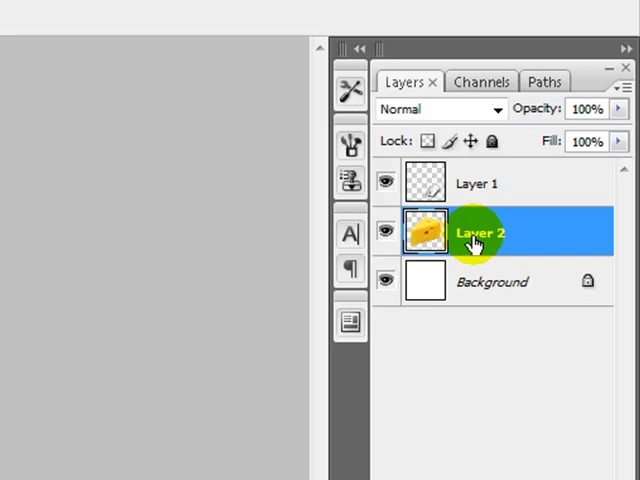 Layers × Channels Paths
Normal Opacity: 100%
Lock: Fill: 100%
Layer 1
Layer 2
Background
A